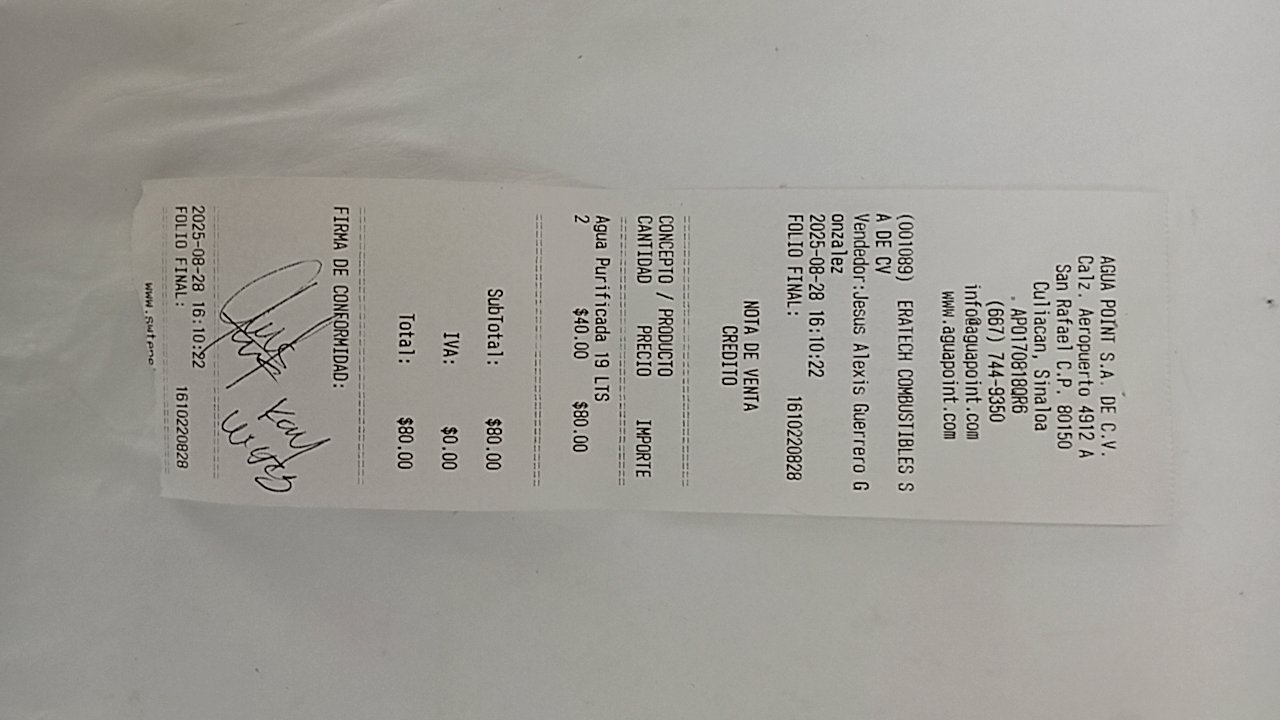 AGUA POINT S.A. DE C.V.
Calz. Aeropuerto 4912 A
San Rafael C.P. 80150
Culiacan, Sinaloa
. APO170818QR6
(667) 744-9350
info@aguapoint.com
www.aguapoint.com
(001089) ERATECH COMBUSTIBLES S
A DE CV
Vendedor:Jesus Alexis Guerrero G
onzalez
2025-08-28 16:10:22
FOLIO FINAL: 1610220828
NOTA DE VENTA
CREDITO
CONCEPTO / PRODUCTO
CANTIDAD PRECIO IMPORTE
Agua Purificada 19 LTS
2 $40.00 $80.00
SubTotal: $80.00
IVA: $0.00
Total: $80.00
FIRMA DE CONFORMIDAD:
2025-08-28 16:10:22
FOLIO FINAL: 1610220828